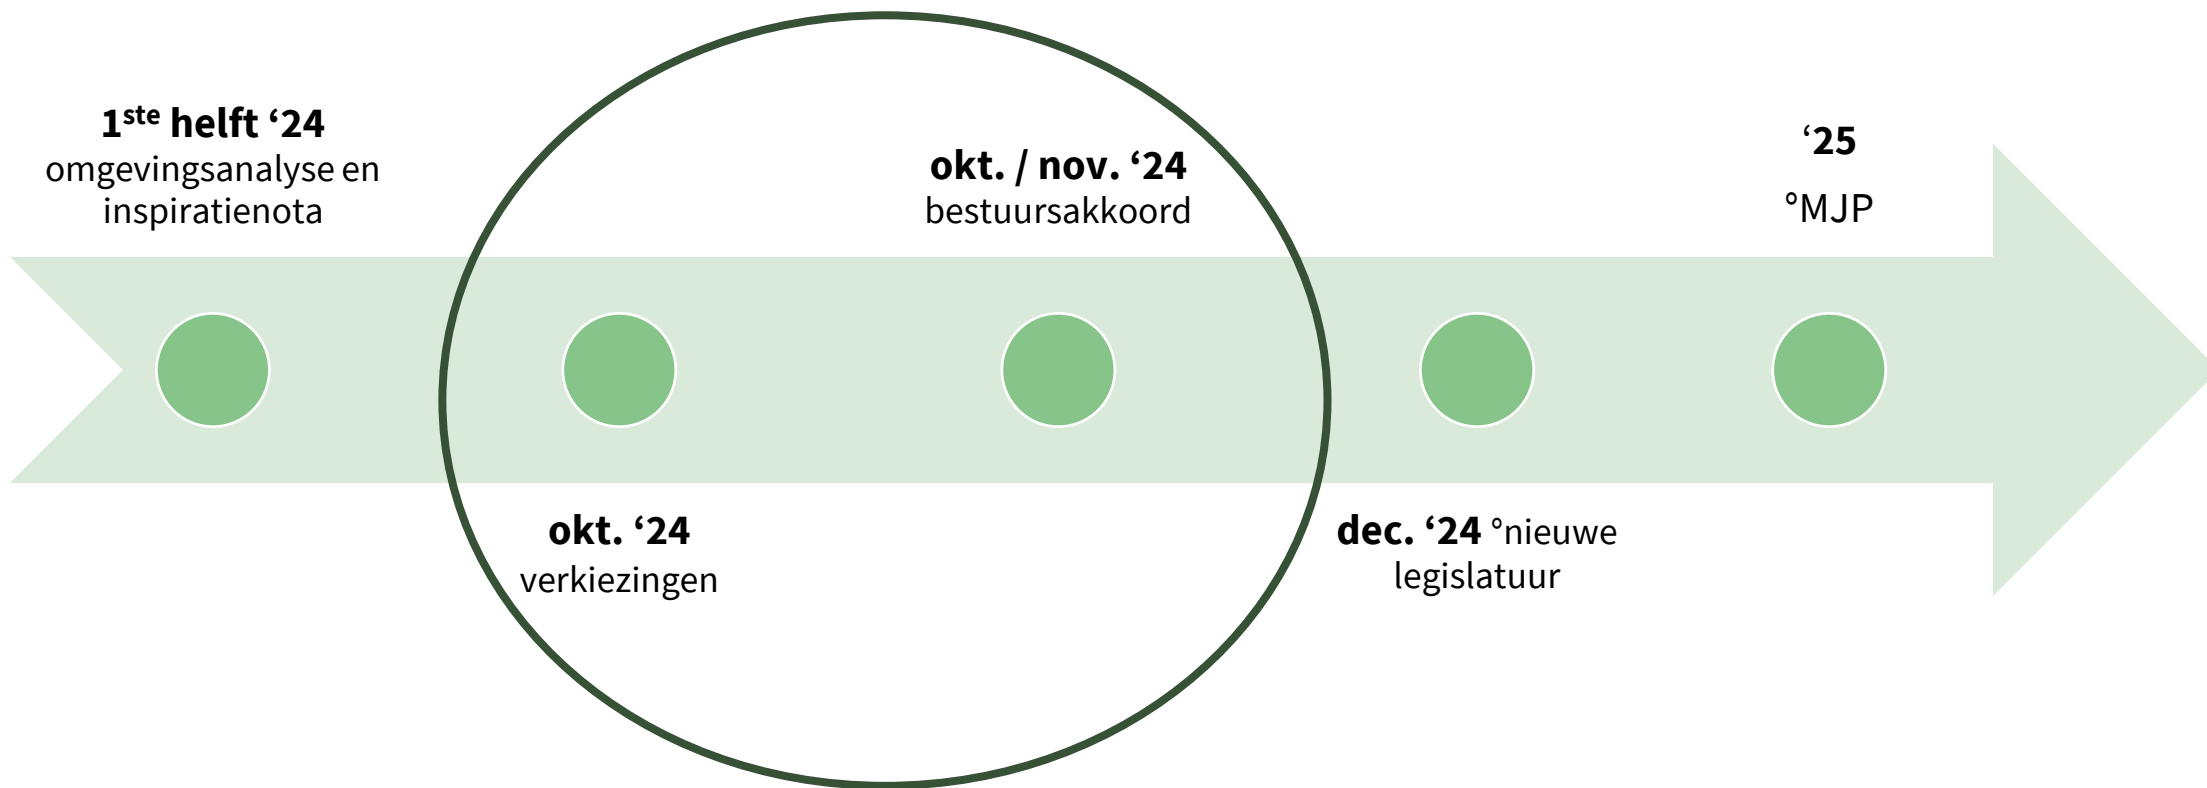 1ste helft ‘24
omgevingsanalyse en
inspiratienota
okt. ‘24
verkiezingen
okt. / nov. ‘24
bestuursakkoord
dec. ‘24 °nieuwe
legislatuur
‘25
°MJP